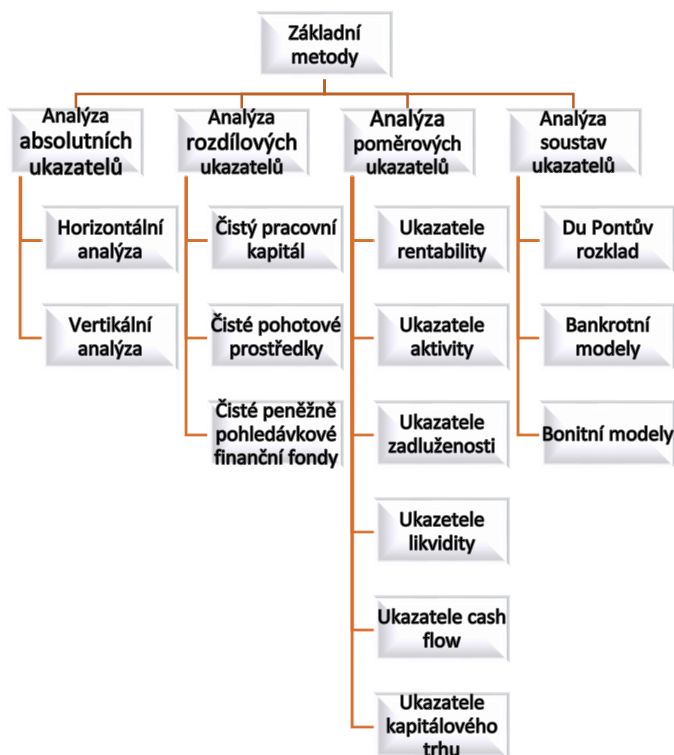 Základní
metody
Analýza
absolutních
ukazatelů
Analýza
rozdílových
ukazatelů
Analýza
poměrových
ukazatelů
Analýza
soustav
ukazatelů
Horizontální
analýza
Vertikální
analýza
Čistý pracovní
kapitál
Čisté pohotové
prostředky
Čisté peněžně
pohledávkové
finanční fondy
Ukazatele
rentability
Ukazatele
aktivity
Ukazatele
zadluženosti
Ukazetele
likvidity
Ukazatele cash
flow
Ukazatele
kapitálového
trhu
Du Pontův
rozklad
Bankrotní
modely
Bonitní modely